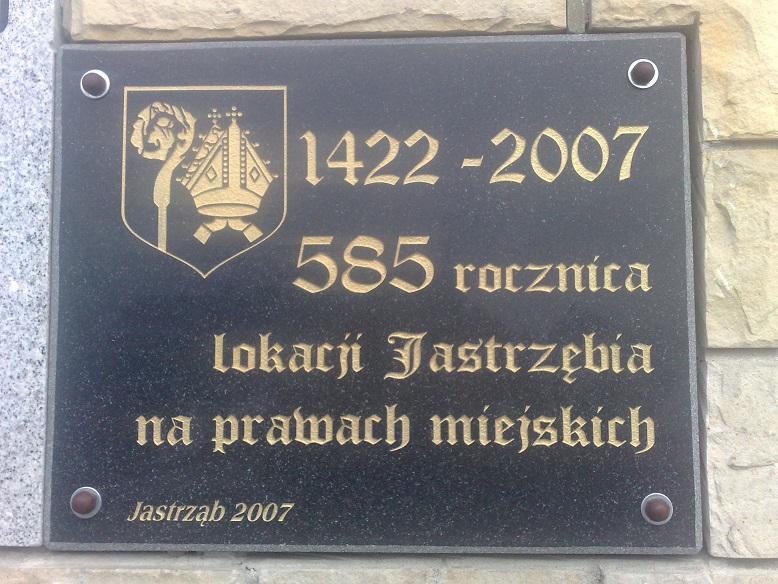 1422 - 2007
585 rocznica
lokacji Jastrzębia
na prawach miejskich
Jastrząb 2007